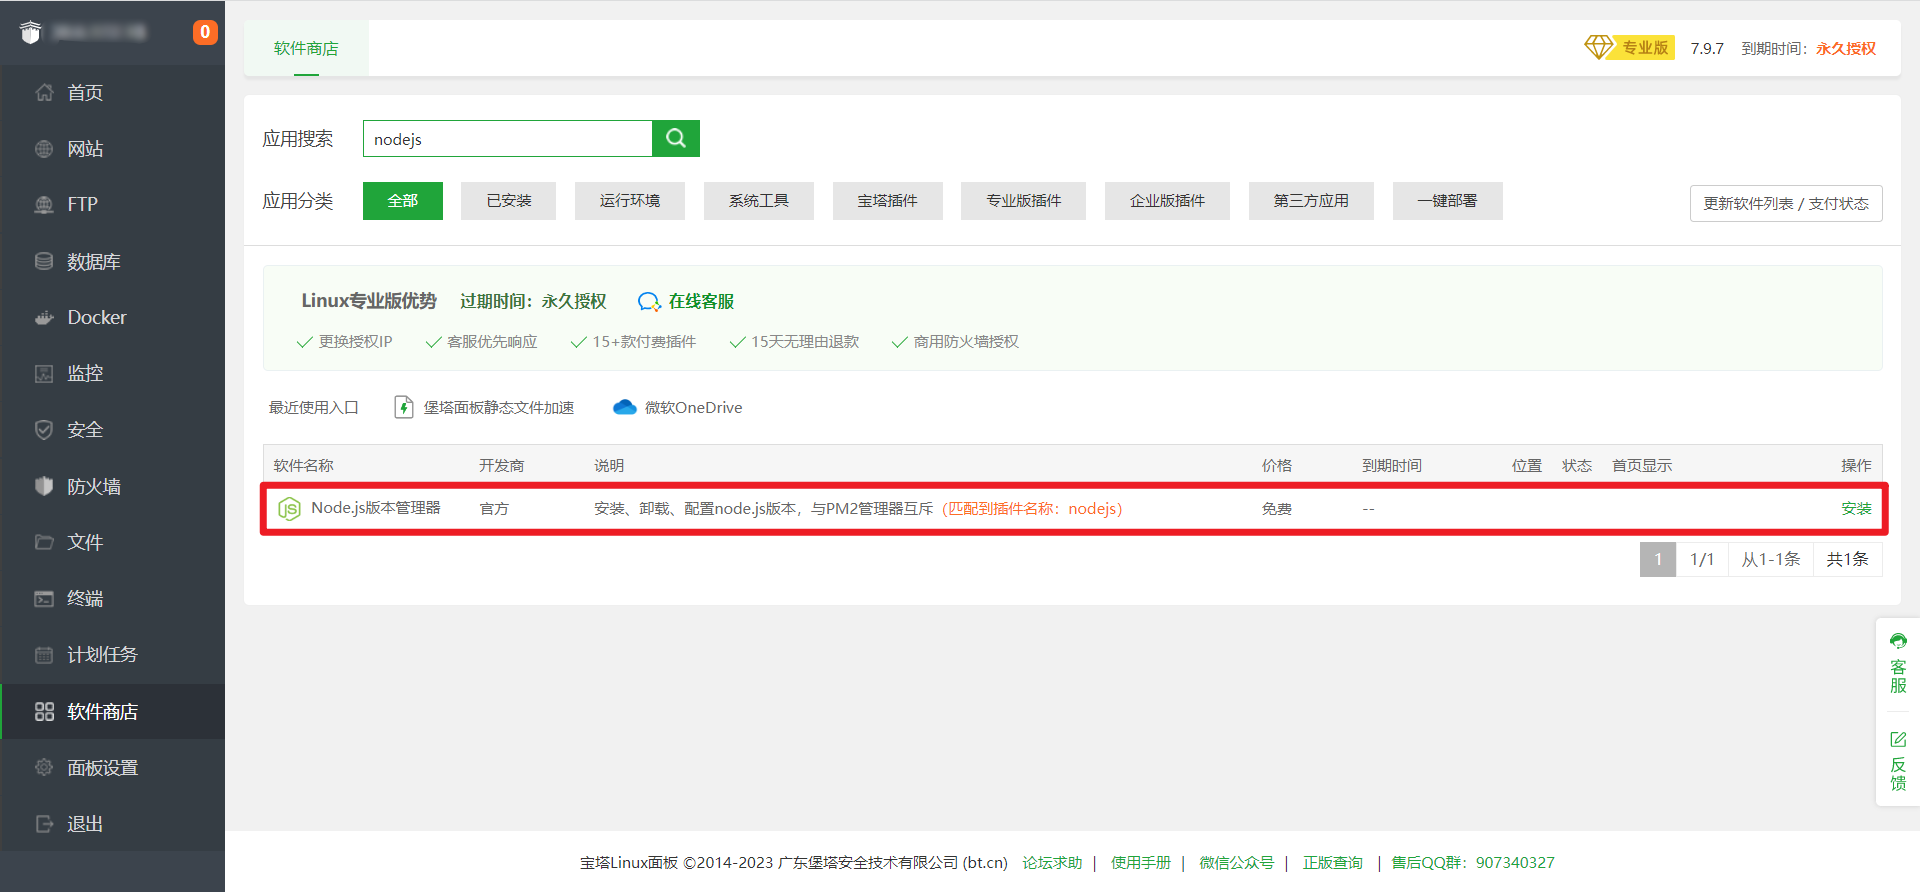 0
首页
网站
FTP
数据库
Docker
监控
安全
防火墙
文件
终端
计划任务
软件商店
面板设置
退出
软件商店
专业版 7.9.7 到期时间：永久授权
应用搜索 nodejs
应用分类 全部 已安装 运行环境 系统工具 宝塔插件 专业版插件 企业版插件 第三方应用 一键部署 更新软件列表 / 支付状态
Linux专业版优势 过期时间：永久授权 在线客服
更换授权IP 客服优先响应 15+款付费插件 15天无理由退款 商用防火墙授权
最近使用入口 堡塔面板静态文件加速 微软OneDrive
软件名称 开发商 说明 价格 到期时间 位置 状态 首页显示 操作
JS Node.js版本管理器 官方 安装、卸载、配置node.js版本，与PM2管理器互斥（匹配到插件名称：nodejs） 免费 -- 安装
1 1/1 从1-1条 共1条
客服
反馈
宝塔Linux面板 ©2014-2023 广东堡塔安全技术有限公司 (bt.cn) 论坛求助 | 使用手册 | 微信公众号 | 正版查询 | 售后QQ群：907340327